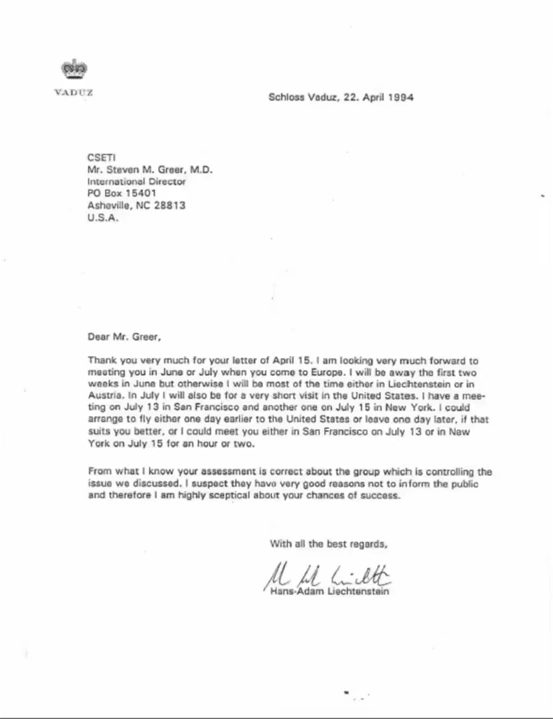 VADUZ
Schloss Vaduz, 22. April 1994
CSETI
Mr. Steven M. Greer, M.D.
International Director
PO Box 15401
Asheville, NC 28813
U.S.A.
Dear Mr. Greer,
Thank you very much for your letter of April 15. I am looking very much forward to
meeting you in June or July when you come to Europe. I will be away the first two
weeks in June but otherwise I will be most of the time either in Liechtenstein or in
Austria. In July I will also be for a very short visit in the United States. I have a mee-
ting on July 13 in San Francisco and another one on July 15 in New York. I could
arrange to fly either one day earlier to the United States or leave one day later, if that
suits you better, or I could meet you either in San Francisco on July 13 or in New
York on July 15 for an hour or two.
From what I know your assessment is correct about the group which is controlling the
issue we discussed. I suspect they have very good reasons not to inform the public
and therefore I am highly sceptical about your chances of success.
With all the best regards,
Hans-Adam Liechtenstein